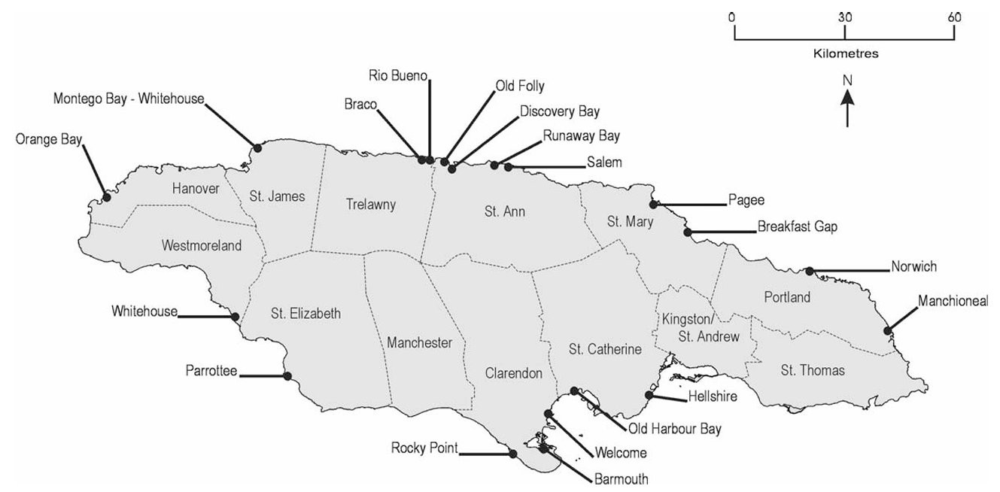 0 30 60
Kilometres
N
Rio Bueno
Old Folly
Montego Bay - Whitehouse
Braco
Discovery Bay
Runaway Bay
Orange Bay
Salem
Hanover
St. James
Trelawny
St. Ann
Pagee
St. Mary
Breakfast Gap
Westmoreland
Norwich
Portland
Manchioneal
Whitehouse
St. Elizabeth
Kingston/
St. Andrew
Manchester
St. Catherine
Parrottee
Clarendon
St. Thomas
Hellshire
Old Harbour Bay
Rocky Point
Welcome
Barmouth